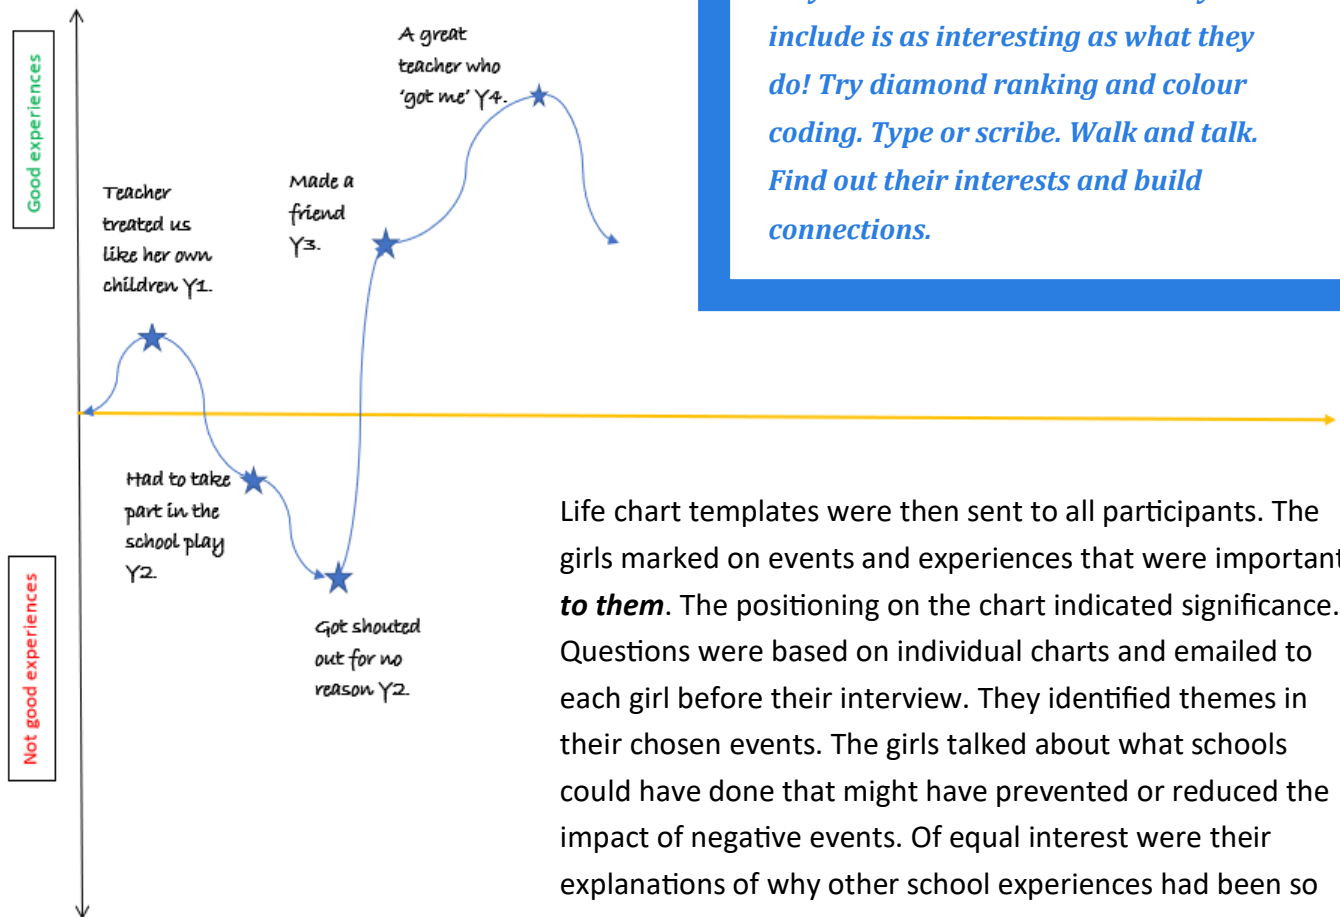 Good experiences
A great
teacher who
‘got me’ Y4.
Teacher
treated us
like her own
children Y1.
Made a
friend
Y3.
Had to take
part in the
school play
Y2.
Got shouted
out for no
reason Y2
Not good experiences
include is as interesting as what they
do! Try diamond ranking and colour
coding. Type or scribe. Walk and talk.
Find out their interests and build
connections.
Life chart templates were then sent to all participants. The
girls marked on events and experiences that were important
to them. The positioning on the chart indicated significance.
Questions were based on individual charts and emailed to
each girl before their interview. They identified themes in
their chosen events. The girls talked about what schools
could have done that might have prevented or reduced the
impact of negative events. Of equal interest were their
explanations of why other school experiences had been so